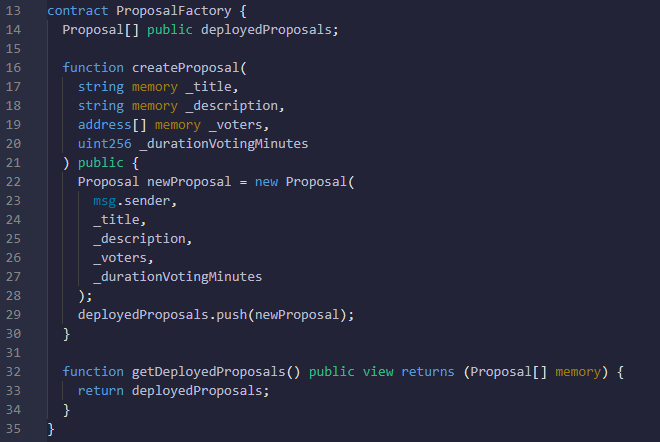 13 contract ProposalFactory {
14   Proposal[] public deployedProposals;
15
16   function createProposal(
17     string memory _title,
18     string memory _description,
19     address[] memory _voters,
20     uint256 _durationVotingMinutes
21   ) public {
22     Proposal newProposal = new Proposal(
23       msg.sender,
24       _title,
25       _description,
26       _voters,
27       _durationVotingMinutes
28     );
29     deployedProposals.push(newProposal);
30   }
31
32   function getDeployedProposals() public view returns (Proposal[] memory) {
33     return deployedProposals;
34   }
35 }